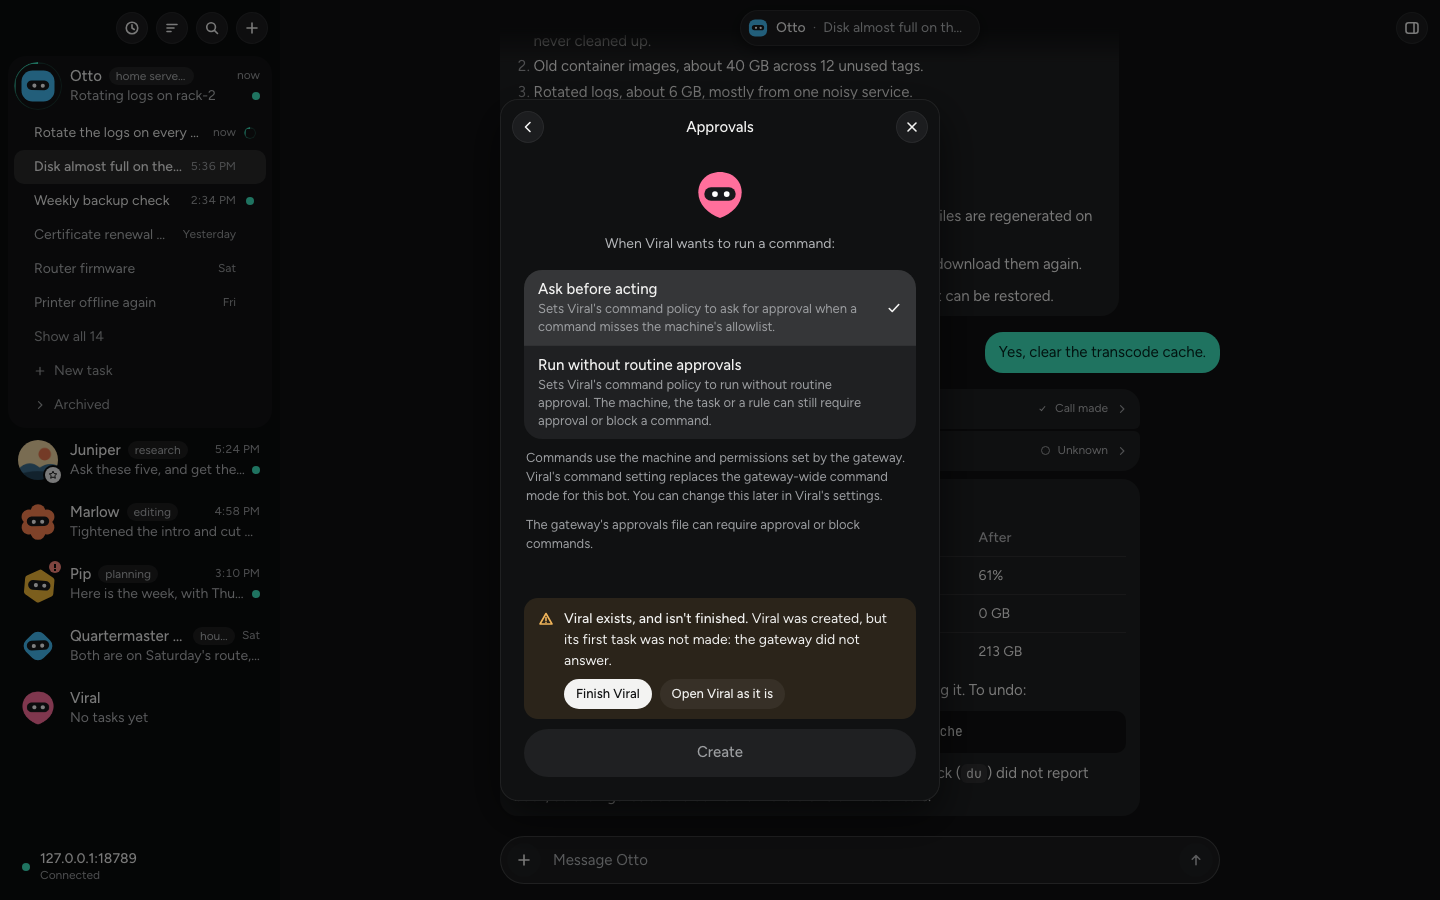 Otto · Disk almost full on th...
Otto home serve... now
Rotating logs on rack-2
Rotate the logs on every ... now
Disk almost full on the... 5:36 PM
Weekly backup check 2:34 PM
Certificate renewal ... Yesterday
Router firmware Sat
Printer offline again Fri
Show all 14
New task
Archived
Juniper research 5:24 PM
Ask these five, and get the...
Marlow editing 4:58 PM
Tightened the intro and cut ...
Pip planning 3:10 PM
Here is the week, with Thu...
Quartermaster ... hou... Sat
Both are on Saturday's route,...
Viral
No tasks yet
127.0.0.1:18789
Connected
never cleaned up.
2. Old container images, about 40 GB across 12 unused tags.
3. Rotated logs, about 6 GB, mostly from one noisy service.
Approvals
When Viral wants to run a command:
Ask before acting
Sets Viral's command policy to ask for approval when a
command misses the machine's allowlist.
Run without routine approvals
Sets Viral's command policy to run without routine
approval. The machine, the task or a rule can still require
approval or block a command.
Commands use the machine and permissions set by the gateway.
Viral's command setting replaces the gateway-wide command
mode for this bot. You can change this later in Viral's settings.
The gateway's approvals file can require approval or block
commands.
Viral exists, and isn't finished. Viral was created, but
its first task was not made: the gateway did not
answer.
Finish Viral Open Viral as it is
Create
are regenerated on
download them again.
can be restored.
Yes, clear the transcode cache.
Call made
Unknown
After
61%
0 GB
213 GB
it. To undo:
(du) did not report
Message Otto